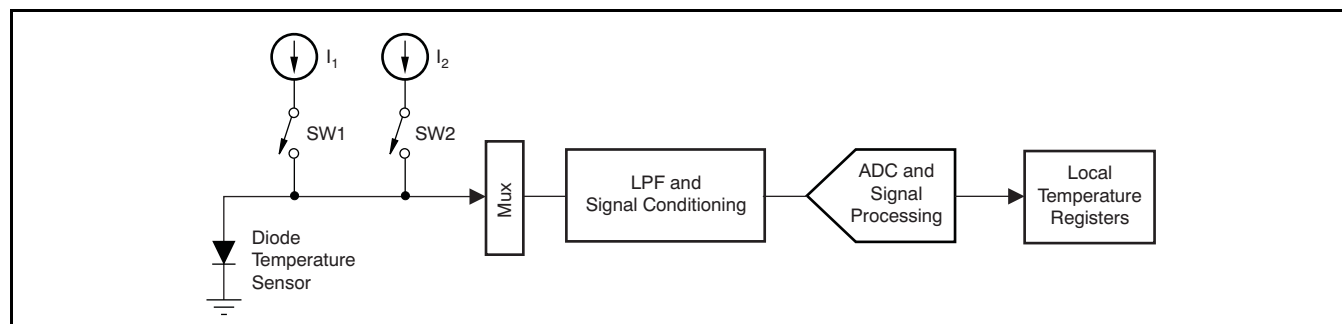 I₁
I₂
SW1
SW2
Diode
Temperature
Sensor
Mux
LPF and
Signal Conditioning
ADC and
Signal
Processing
Local
Temperature
Registers